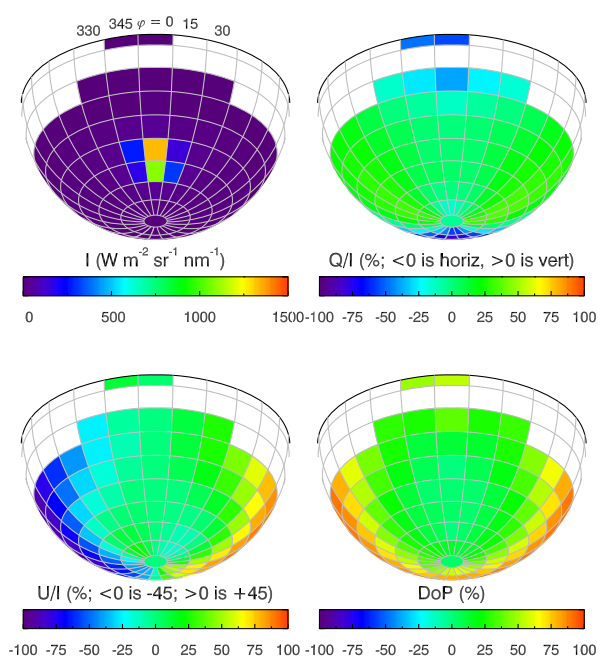 330 345 φ = 0 15 30
I (W m-2 sr-1 nm-1)
Q/I (%; <0 is horiz, >0 is vert)
0 500 1000 1500
-100 -75 -50 -25 0 25 50 75 100
U/I (%; <0 is -45; >0 is +45)
DoP (%)
-100 -75 -50 -25 0 25 50 75 100
-100 -75 -50 -25 0 25 50 75 100